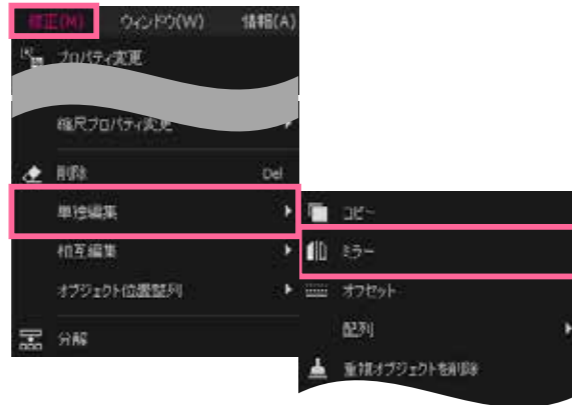 修正(M) ウィンドウ(W) 情報(A)
プロパティ変更
縮尺プロパティ変更
削除 Del
単独編集
相互編集
オブジェクト位置整列
分解
コピー
ミラー
オフセット
配列
重複オブジェクトを削除